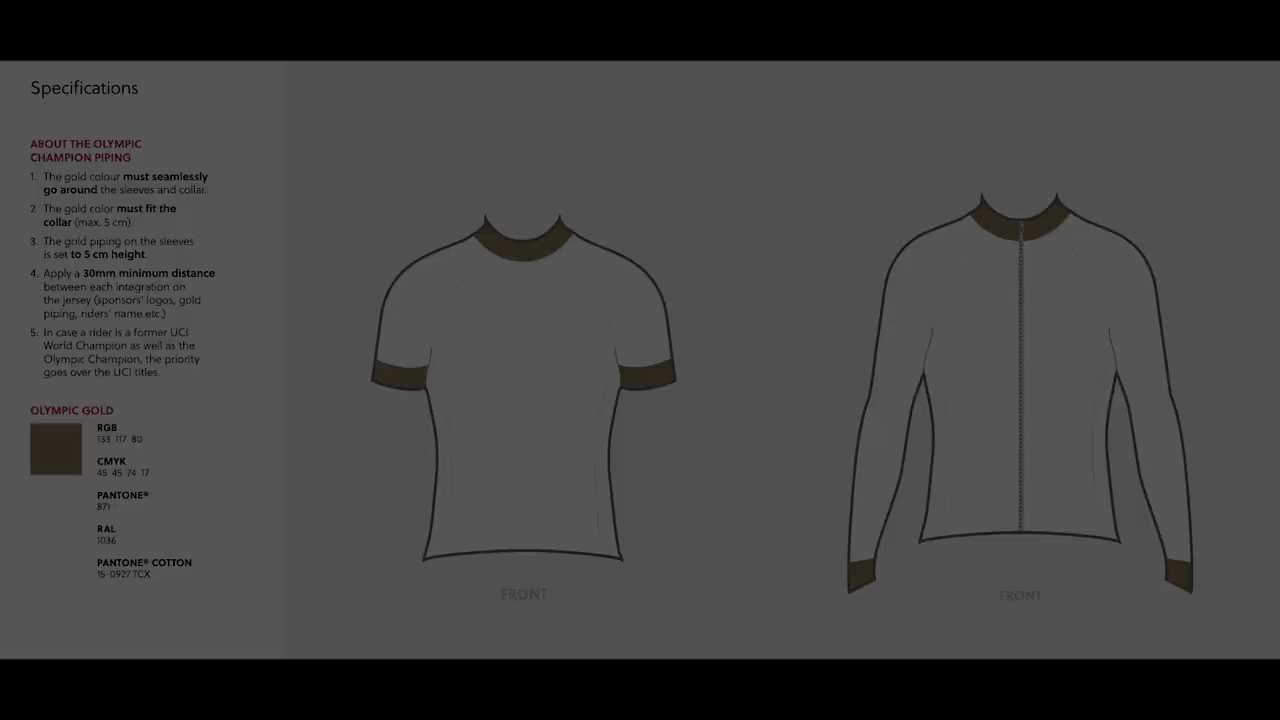 Specifications
ABOUT THE OLYMPIC
CHAMPION PIPING
1. The gold colour must seamlessly
go around the sleeves and collar.
2. The gold color must fit the
collar (max. 5 cm)
3. The gold piping on the sleeves
is set to 5 cm height.
4. Apply a 30mm minimum distance
between each integration on
the jersey (sponsors' logos, gold
piping, riders' name etc.)
5. In case a rider is a former UCI
World Champion as well as the
Olympic Champion, the priority
goes over the UCI titles.
OLYMPIC GOLD
RGB
133 117 80
CMYK
45 45 74 17
PANTONE®
871
RAL
1036
PANTONE® COTTON
15-0927 TCX
FRONT
FRONT